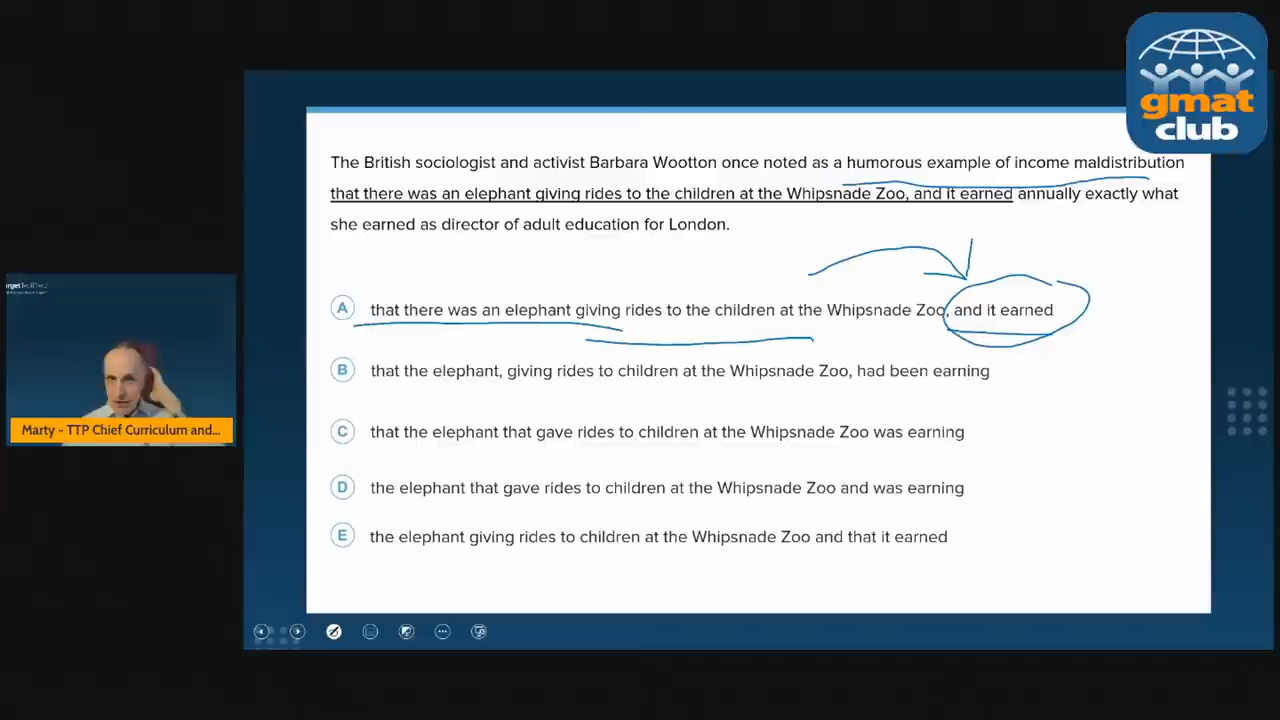 gmat
club
The British sociologist and activist Barbara Wootton once noted as a humorous example of income maldistribution
that there was an elephant giving rides to the children at the Whipsnade Zoo, and it earned annually exactly what
she earned as director of adult education for London.
A that there was an elephant giving rides to the children at the Whipsnade Zoo, and it earned
B that the elephant, giving rides to children at the Whipsnade Zoo, had been earning
C that the elephant that gave rides to children at the Whipsnade Zoo was earning
D the elephant that gave rides to children at the Whipsnade Zoo and was earning
E the elephant giving rides to children at the Whipsnade Zoo and that it earned
Marty - TTP Chief Curriculum and...